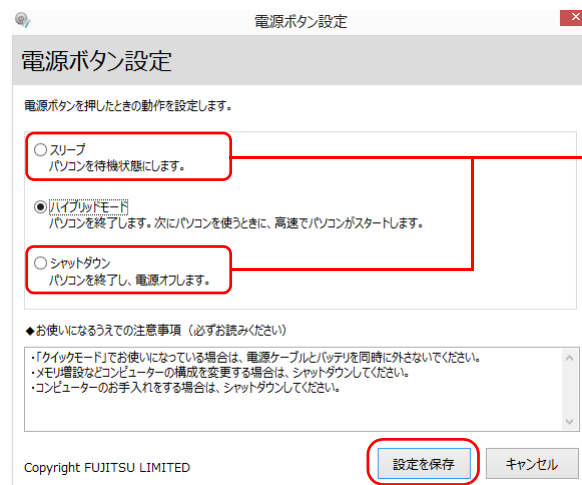 電源ボタン設定
電源ボタン設定
電源ボタンを押したときの動作を設定します。
スリープ
パソコンを待機状態にします。
ハイブリッドモード
パソコンを終了します。次にパソコンを使うときに、高速でパソコンがスタートします。
シャットダウン
パソコンを終了し、電源オフします。
◆お使いになるうえでの注意事項（必ずお読みください）
・「クイックモード」でお使いになっている場合は、電源ケーブルとバッテリを同時に外さないでください。
・メモリ増設などコンピューターの構成を変更する場合は、シャットダウンしてください。
・コンピューターのお手入れをする場合は、シャットダウンしてください。
Copyright FUJITSU LIMITED
設定を保存
キャンセル